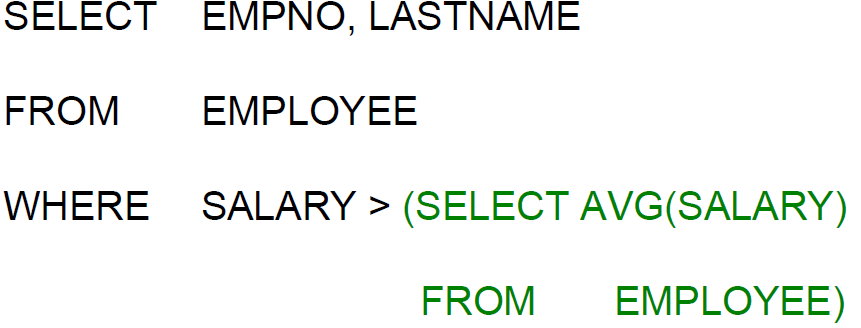 SELECT EMPNO, LASTNAME
FROM EMPLOYEE
WHERE SALARY > (SELECT AVG(SALARY)
FROM EMPLOYEE)